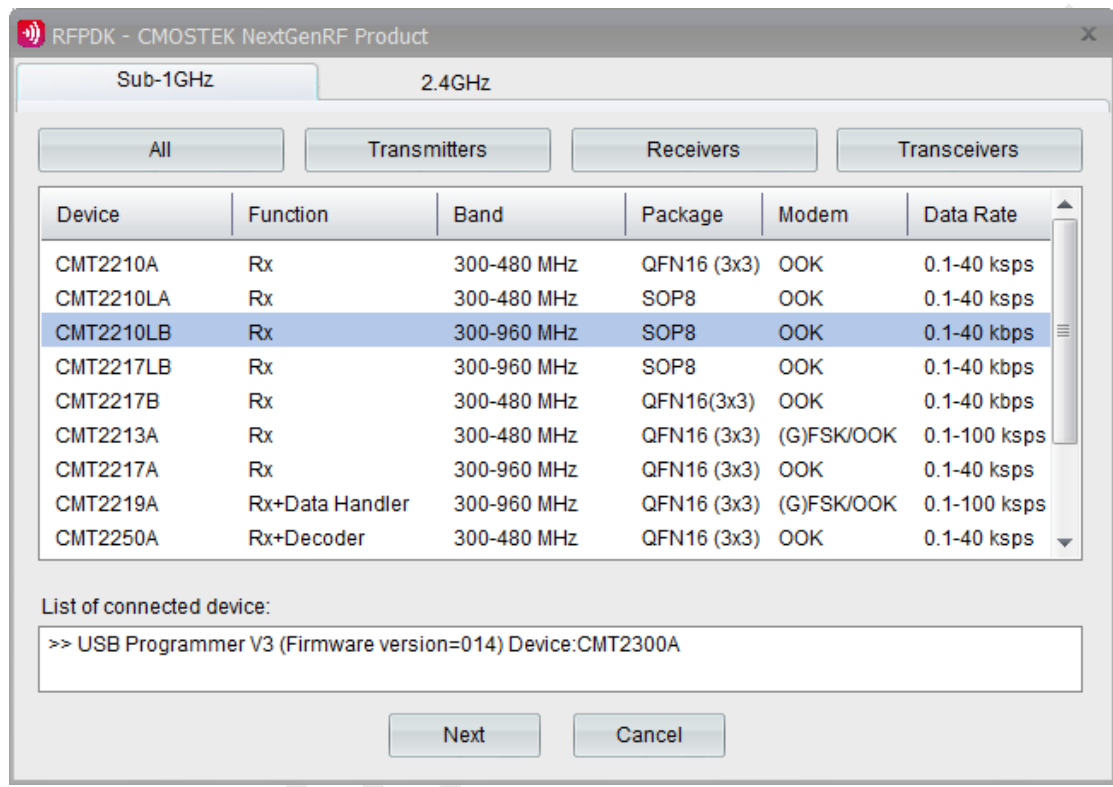 RFPDK - CMOSTEK NextGenRF Product x
Sub-1GHz 2.4GHz
All Transmitters Receivers Transceivers
Device Function Band Package Modem Data Rate
CMT2210A Rx 300-480 MHz QFN16 (3x3) OOK 0.1-40 ksps
CMT2210LA Rx 300-480 MHz SOP8 OOK 0.1-40 ksps
CMT2210LB Rx 300-960 MHz SOP8 OOK 0.1-40 kbps
CMT2217LB Rx 300-960 MHz SOP8 OOK 0.1-40 kbps
CMT2217B Rx 300-480 MHz QFN16(3x3) OOK 0.1-40 kbps
CMT2213A Rx 300-480 MHz QFN16 (3x3) (G)FSK/OOK 0.1-100 ksps
CMT2217A Rx 300-960 MHz QFN16 (3x3) OOK 0.1-40 ksps
CMT2219A Rx+Data Handler 300-960 MHz QFN16 (3x3) (G)FSK/OOK 0.1-100 ksps
CMT2250A Rx+Decoder 300-480 MHz QFN16 (3x3) OOK 0.1-40 ksps
List of connected device:
>> USB Programmer V3 (Firmware version=014) Device:CMT2300A
Next Cancel